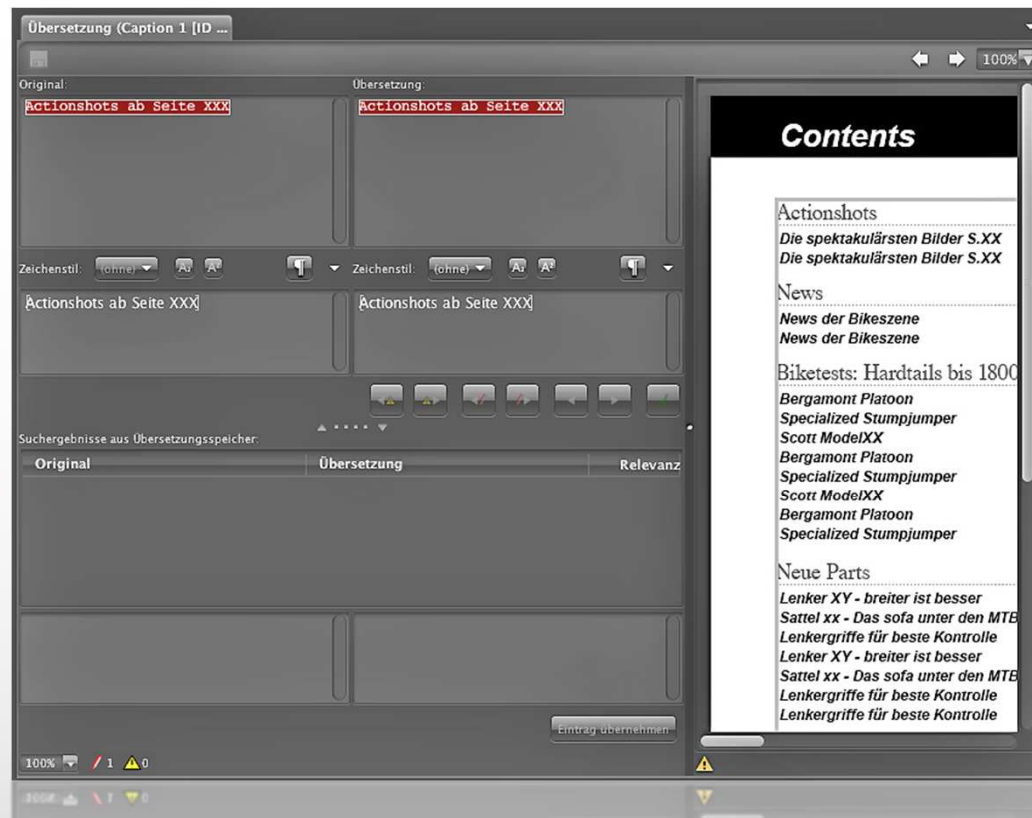 Übersetzung (Caption 1 [ID ...
100%
Original:
Übersetzung:
Actionshots ab Seite XXX
Actionshots ab Seite XXX
Zeichenstil:
(ohne)
Zeichenstil:
(ohne)
Actionshots ab Seite XXX
Actionshots ab Seite XXX
Suchergebnisse aus Übersetzungsspeicher:
Original
Übersetzung
Relevanz
Eintrag übernehmen
100%
1
0
Contents
Actionshots
Die spektakulärsten Bilder S.XX
Die spektakulärsten Bilder S.XX
News
News der Bikeszene
News der Bikeszene
Biketests: Hardtails bis 1800
Bergamont Platoon
Specialized Stumpjumper
Scott ModelXX
Bergamont Platoon
Specialized Stumpjumper
Scott ModelXX
Bergamont Platoon
Specialized Stumpjumper
Neue Parts
Lenker XY - breiter ist besser
Sattel xx - Das sofa unter den MTB
Lenkergriffe für beste Kontrolle
Lenker XY - breiter ist besser
Sattel xx - Das sofa unter den MTB
Lenkergriffe für beste Kontrolle
Lenkergriffe für beste Kontrolle